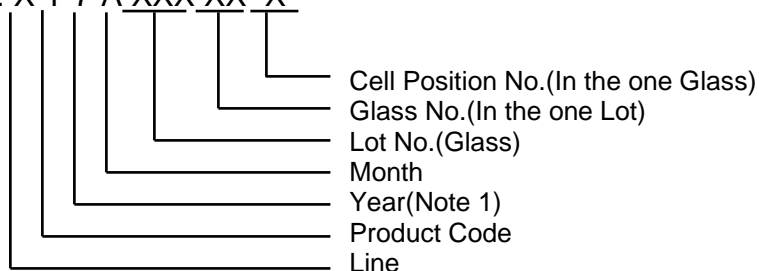 Cell Position No.(In the one Glass)
Glass No.(In the one Lot)
Lot No.(Glass)
Month
Year(Note 1)
Product Code
Line